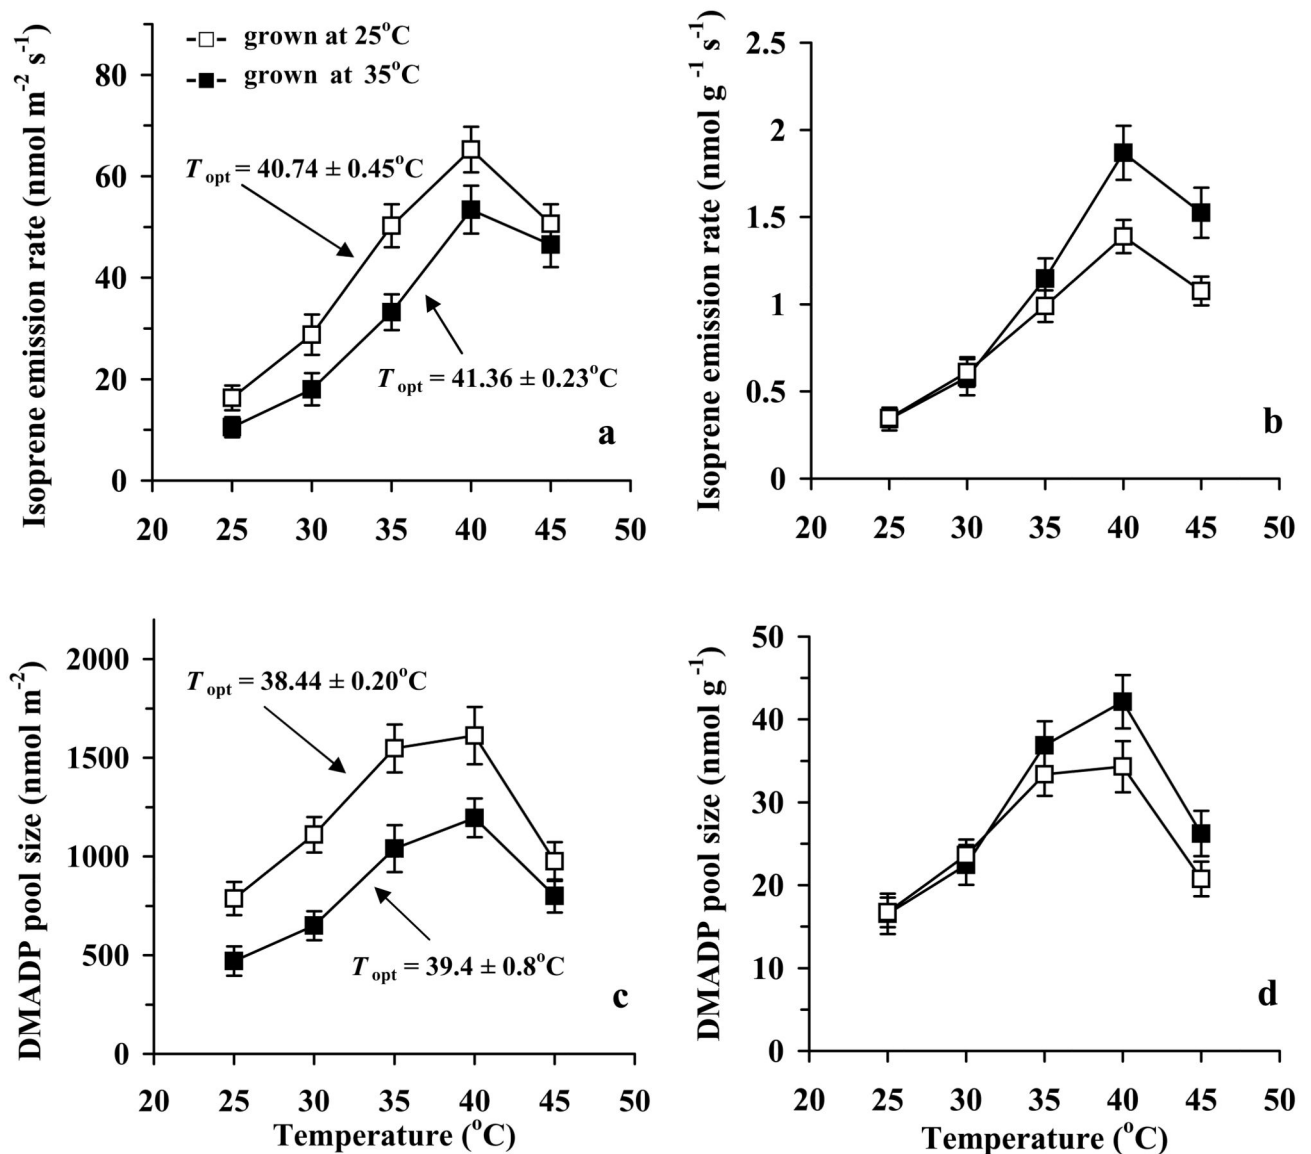 Isoprene emission rate (nmol m⁻² s⁻¹)
80
60
40
20
0
-□- grown at 25°C
-■- grown at 35°C
T opt = 40.74 ± 0.45°C
T opt = 41.36 ± 0.23°C
a
20 25 30 35 40 45 50
Isoprene emission rate (nmol g⁻¹ s⁻¹)
2.5
2
1.5
1
0.5
0
b
20 25 30 35 40 45 50
DMADP pool size (nmol m⁻²)
2000
1500
1000
500
0
T opt = 38.44 ± 0.20°C
T opt = 39.4 ± 0.8°C
c
20 25 30 35 40 45 50
Temperature (°C)
DMADP pool size (nmol g⁻¹)
50
40
30
20
10
0
d
20 25 30 35 40 45 50
Temperature (°C)